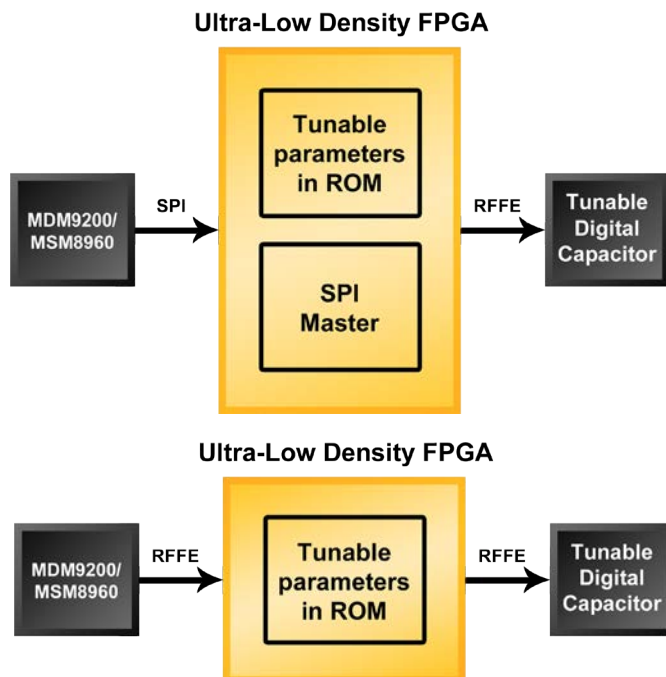 Ultra-Low Density FPGA
Tunable
parameters
in ROM
MDM9200/
MSM8960
SPI
RFFE
Tunable
Digital
Capacitor
SPI
Master
Ultra-Low Density FPGA
MDM9200/
MSM8960
RFFE
Tunable
parameters
in ROM
RFFE
Tunable
Digital
Capacitor